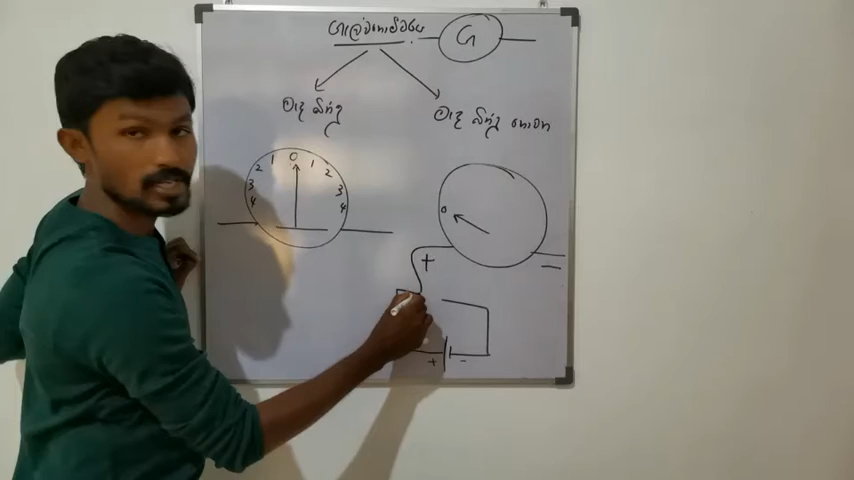 ගැල්වනෝමීටරය G
මැද බින්දු
මැද බින්දු නොවන
4 3 2 1 0 1 2 3 4
0
+
+ -